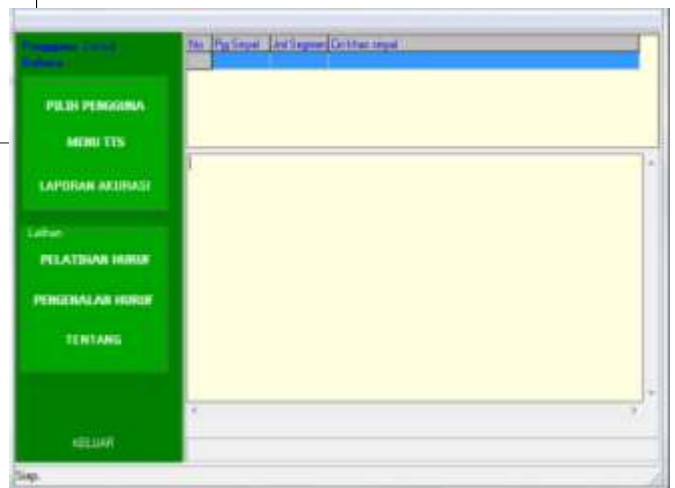 Pengguna
Bahasa
No Pjg Sinyal Jml Segmen Ciri khas sinyal
PILIH PENGGUNA
MENU TTS
LAPORAN AKURASI
Latihan
PELATIHAN HURUF
PENGENALAN HURUF
TENTANG
KELUAR
Siap.